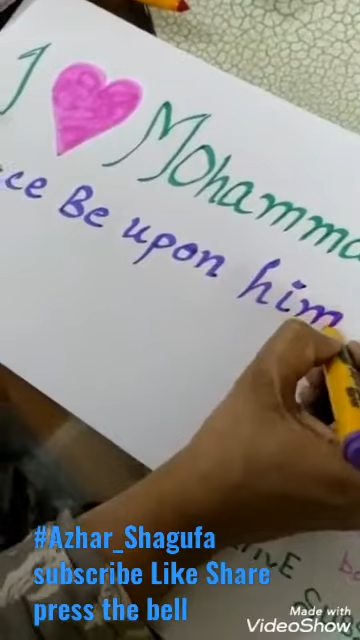 I Mohamma
ce Be upon him
#Azhar_Shagufa
subscribe Like Share
press the bell
Made with
VideoShow